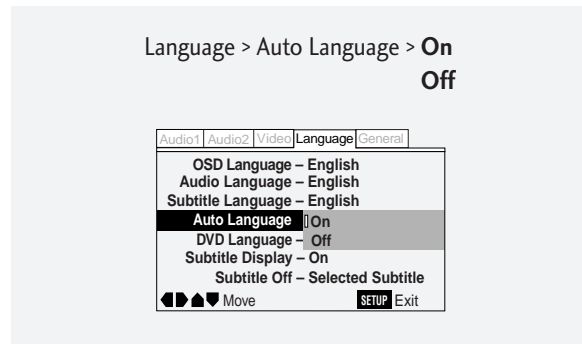 Language > Auto Language > On
Off
Audio1 Audio2 Video Language General
OSD Language – English
Audio Language – English
Subtitle Language – English
Auto Language On
DVD Language – Off
Subtitle Display – On
Subtitle Off – Selected Subtitle
Move SETUP Exit